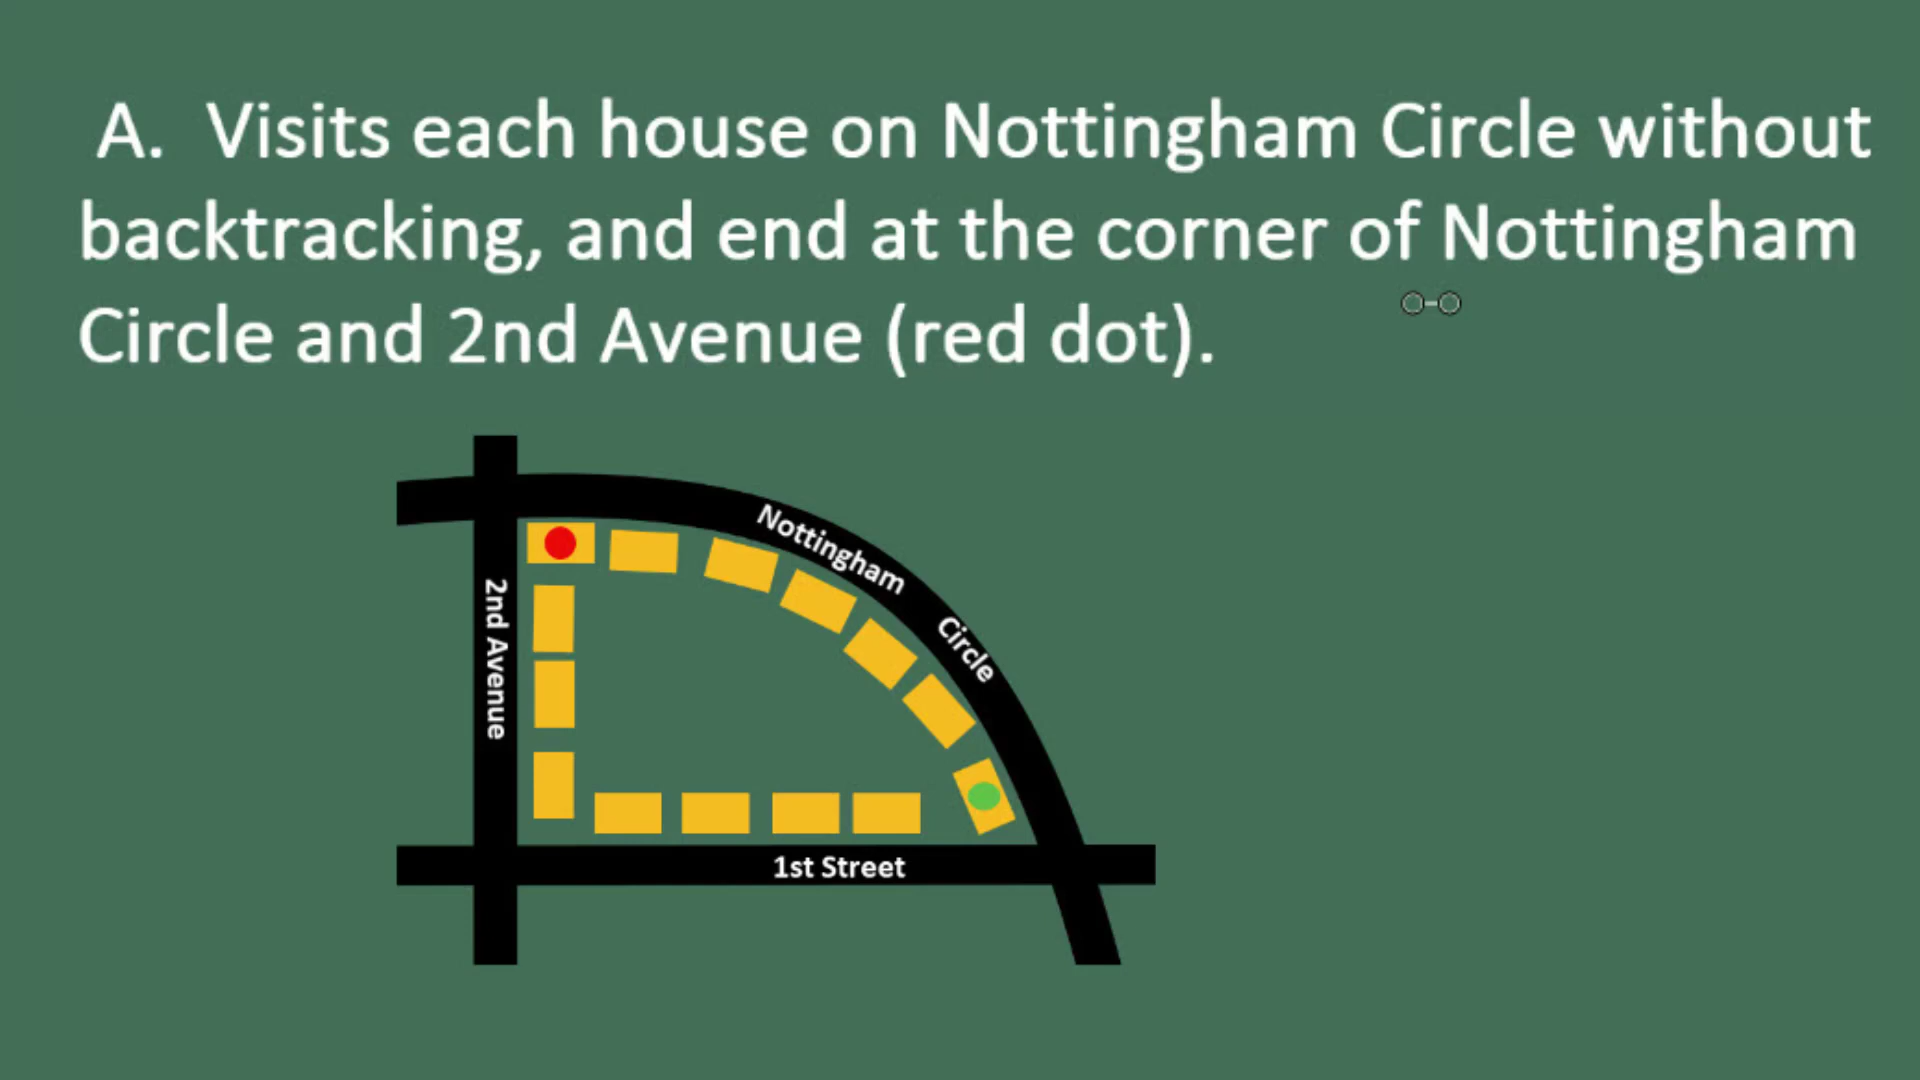 A. Visits each house on Nottingham Circle without
backtracking, and end at the corner of Nottingham
Circle and 2nd Avenue (red dot).
Nottingham
Circle
2nd Avenue
1st Street